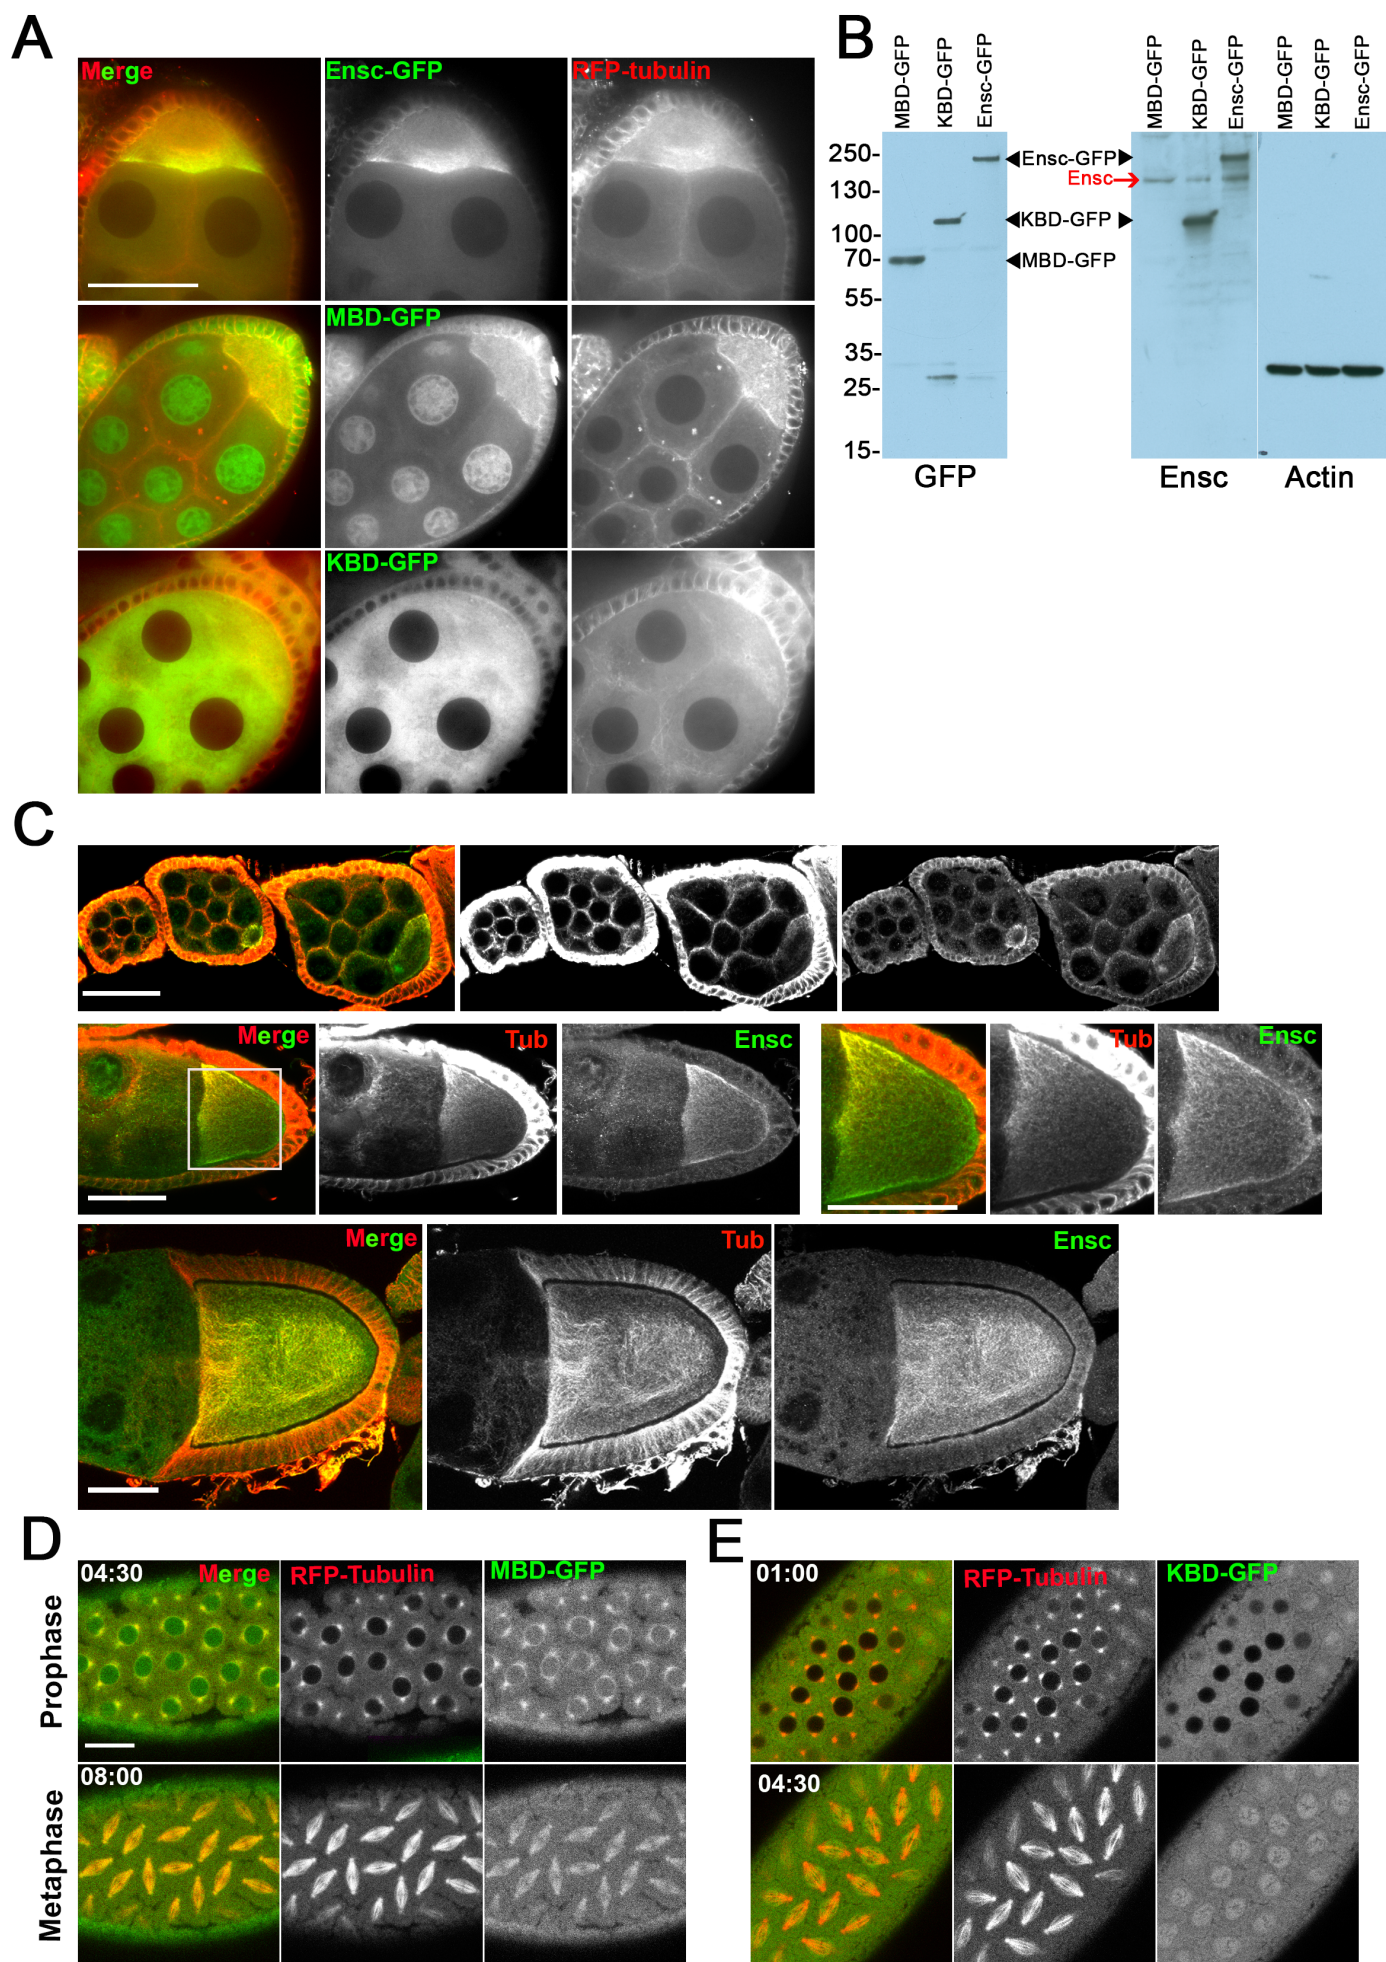 A
Merge
Ensc-GFP
RFP-tubulin
MBD-GFP
KBD-GFP
B
MBD-GFP
KBD-GFP
Ensc-GFP
MBD-GFP
KBD-GFP
Ensc-GFP
MBD-GFP
KBD-GFP
Ensc-GFP
250-
130-
100-
70-
55-
35-
25-
15-
Ensc-GFP
Ensc
KBD-GFP
MBD-GFP
GFP
Ensc
Actin
C
Merge
Tub
Ensc
Tub
Ensc
Merge
Tub
Ensc
D
Prophase
04:30
Merge
RFP-Tubulin
MBD-GFP
Metaphase
08:00
E
01:00
RFP-Tubulin
KBD-GFP
04:30